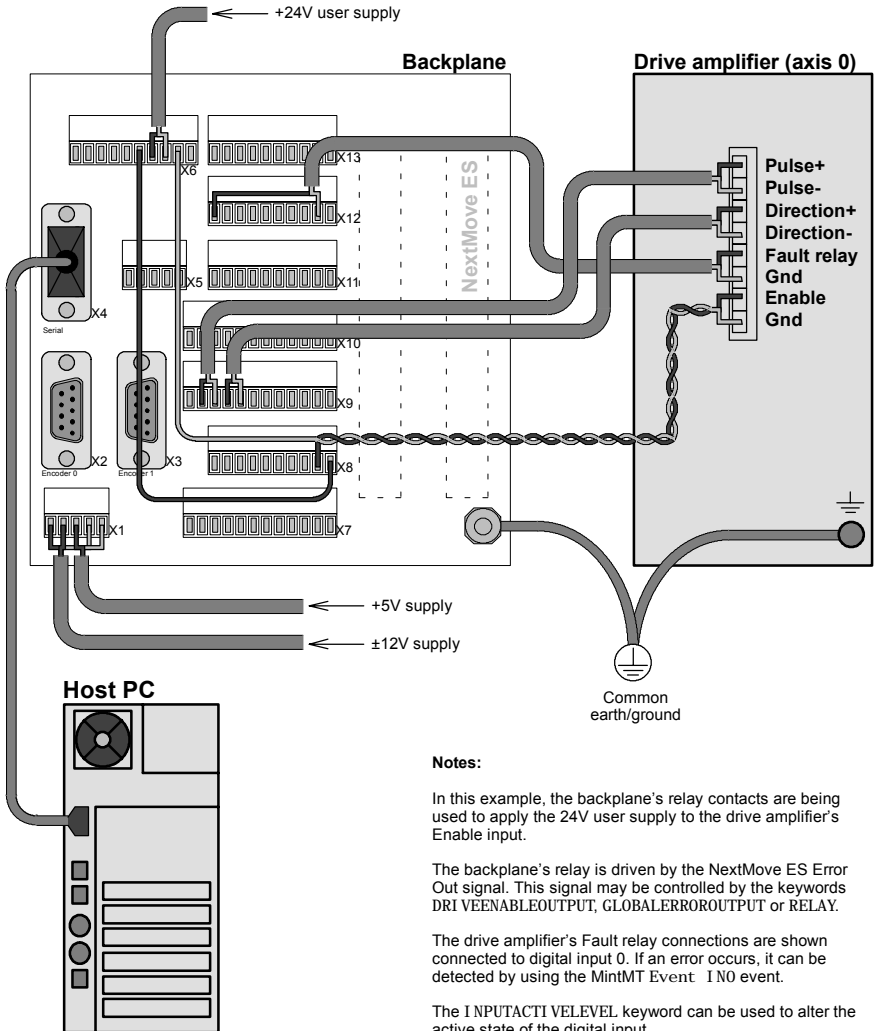 +24V user supply
Backplane
Drive amplifier (axis 0)
X6
X13
X12
NextMove ES
Pulse+
Pulse-
Direction+
Direction-
Fault relay
Gnd
Enable
Gnd
X4
Serial
X5
X11
X10
X9
X2
Encoder 0
X3
Encoder 1
X8
X1
X7
+5V supply
±12V supply
Common
earth/ground
Host PC
Notes:
In this example, the backplane's relay contacts are being
used to apply the 24V user supply to the drive amplifier's
Enable input.
The backplane's relay is driven by the NextMove ES Error
Out signal. This signal may be controlled by the keywords
DRIVEENABLEOUTPUT, GLOBALERROROUTPUT or RELAY.
The drive amplifier's Fault relay connections are shown
connected to digital input 0. If an error occurs, it can be
detected by using the MintMT Event IN0 event.
The INPUTACTIVELEVEL keyword can be used to alter the
active state of the digital input.